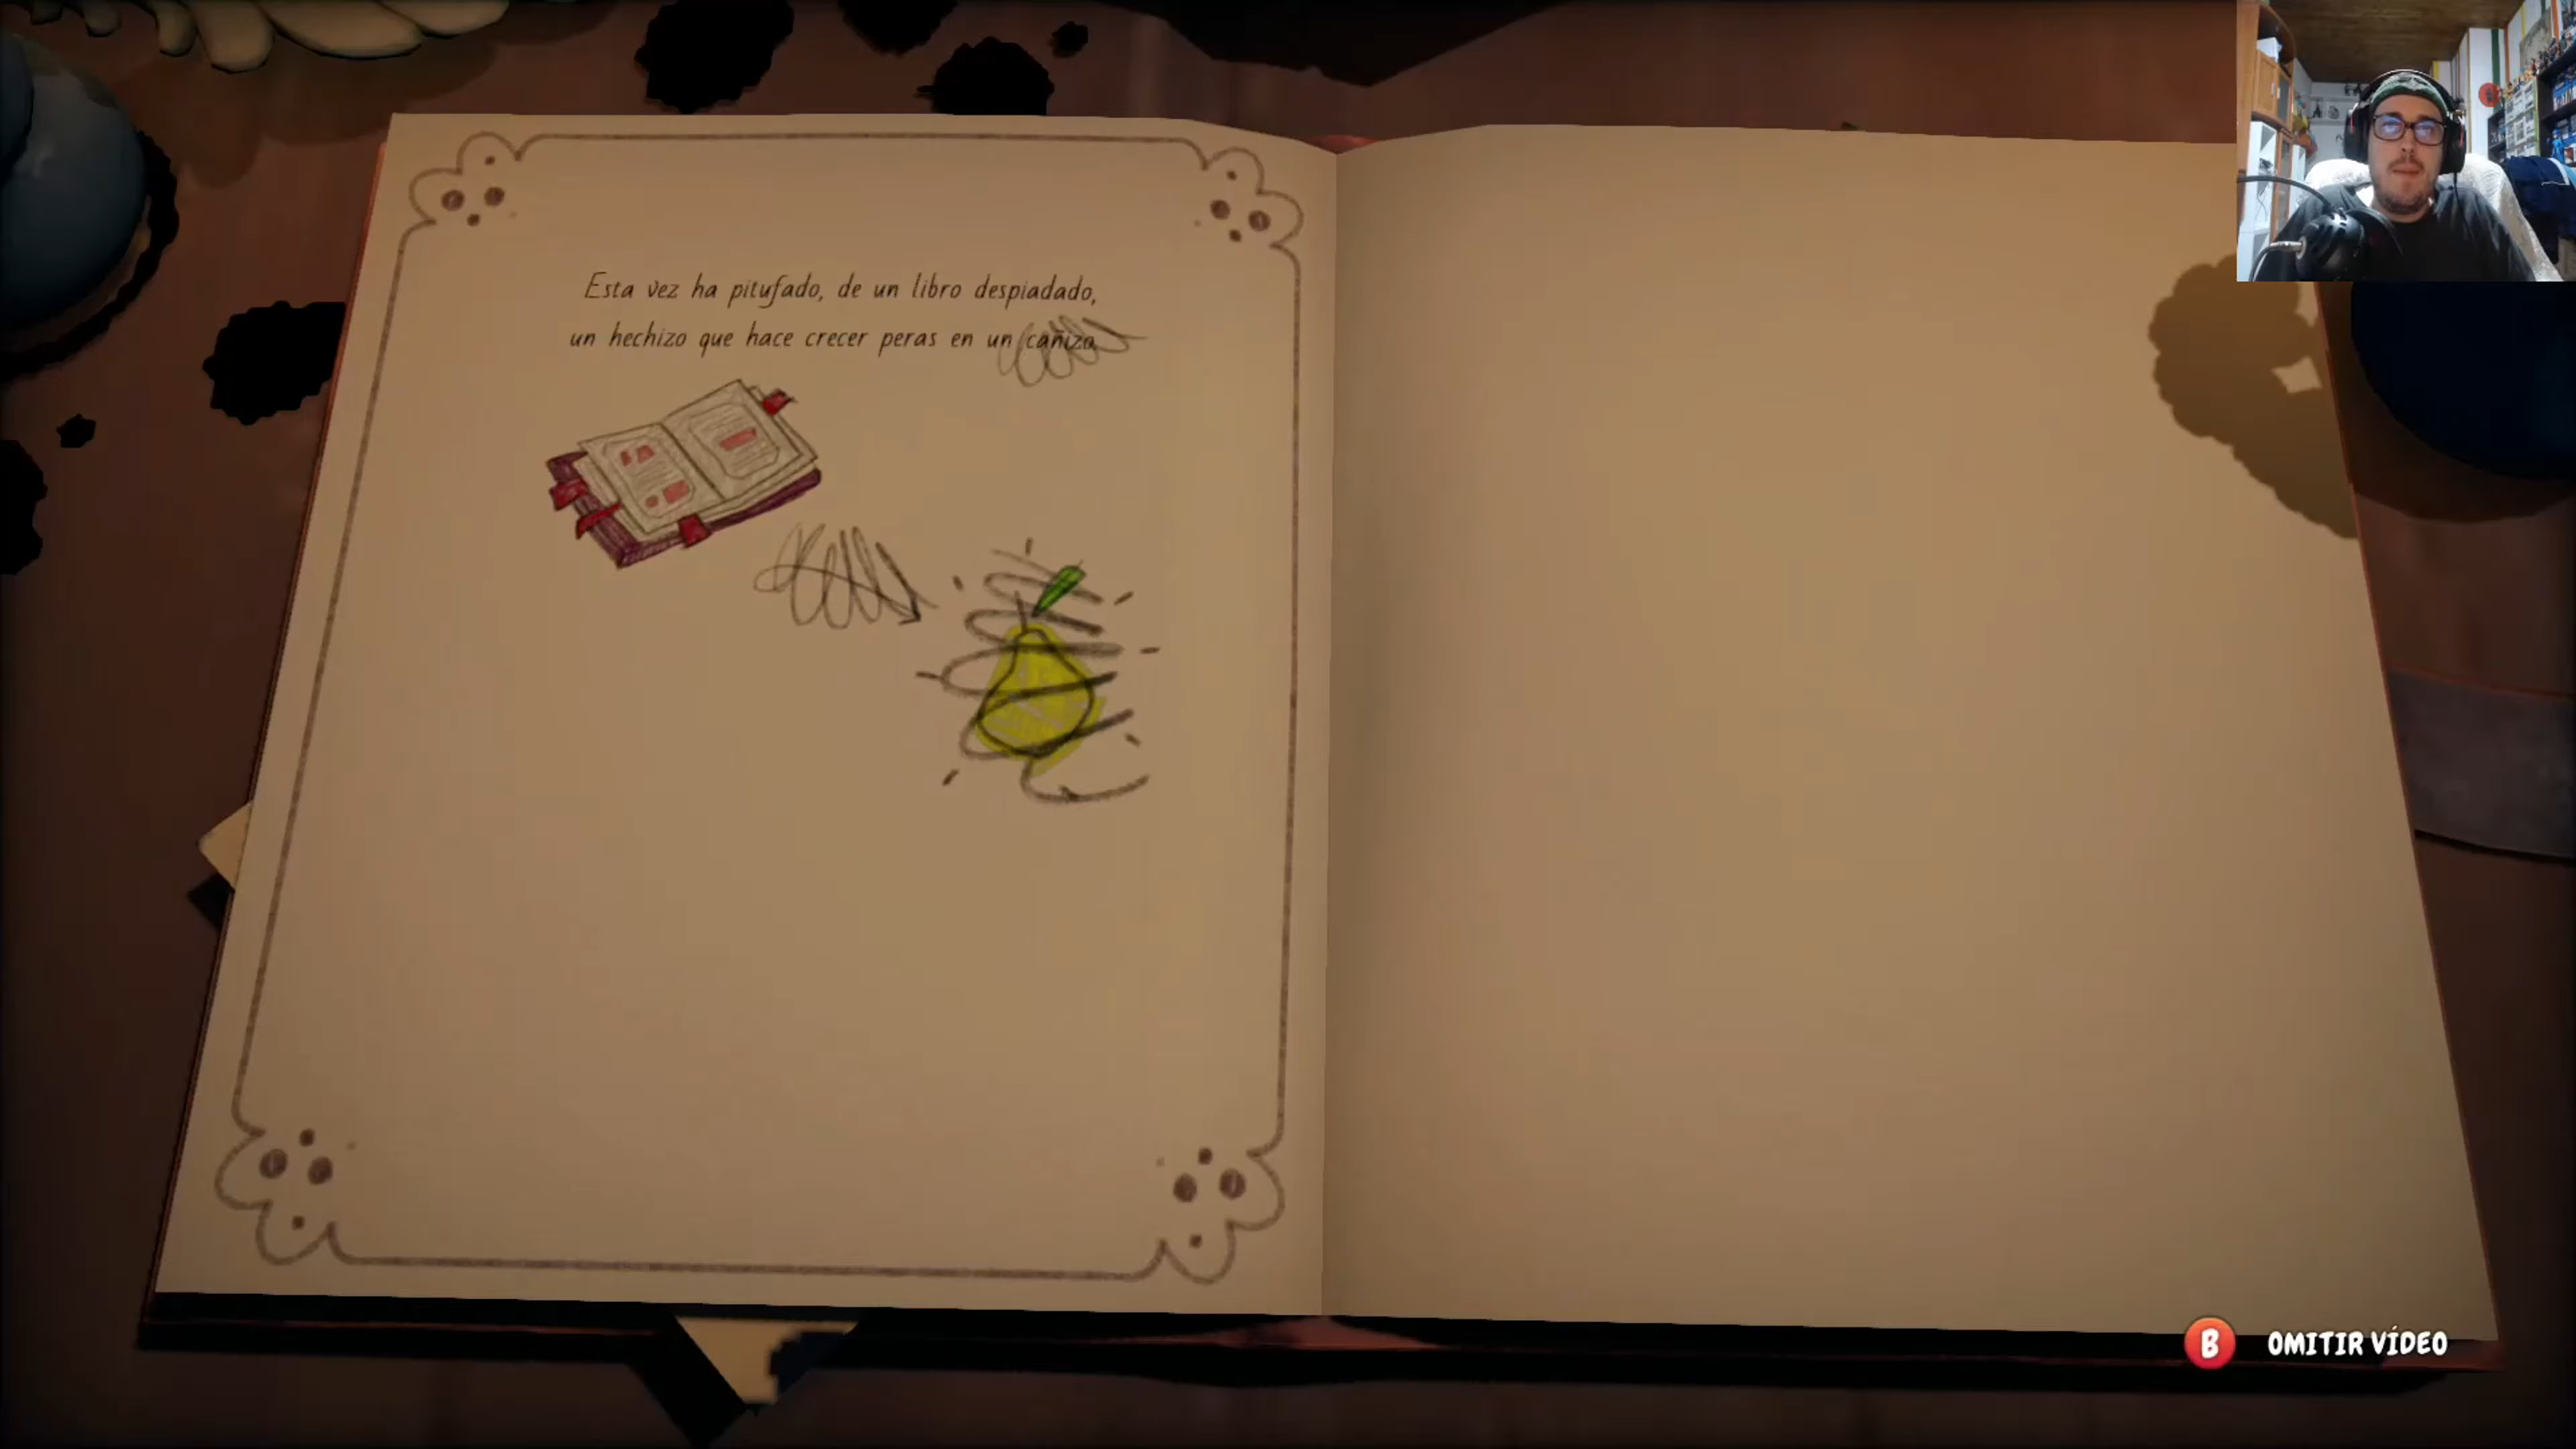 Esta vez ha pitufado, de un libro despiadado,
un hechizo que hace crecer peras en un cañizo.
B OMITIR VÍDEO